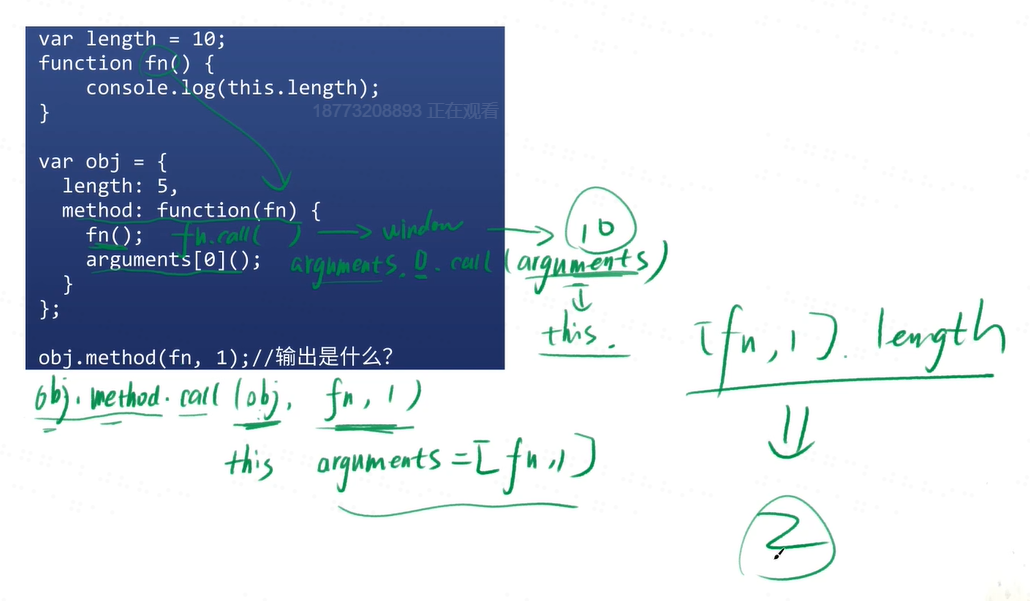 var length = 10;
function fn() {
    console.log(this.length);
}
18773208893 正在观看
var obj = {
  length: 5,
  method: function(fn) {
    fn();
    arguments[0]();
  }
};
obj.method(fn, 1);//输出是什么?
fn.call( ) → window → 10
arguments.0.call(arguments)
this.
obj.method.call(obj, fn, 1)
this arguments=[fn,1]
[fn,1].length
2